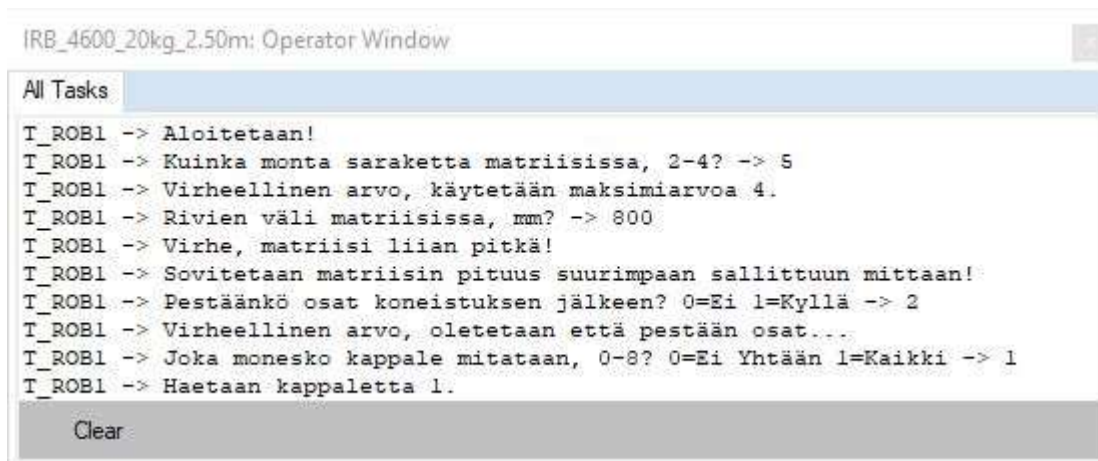 IRB_4600_20kg_2.50m: Operator Window
All Tasks
T_ROB1 -> Aloitetaan!
T_ROB1 -> Kuinka monta saraketta matriisissa, 2-4? -> 5
T_ROB1 -> Virheellinen arvo, käytetään maksimiarvoa 4.
T_ROB1 -> Rivien väli matriisissa, mm? -> 800
T_ROB1 -> Virhe, matriisi liian pitkä!
T_ROB1 -> Sovitetaan matriisin pituus suurimpaan sallittuun mittaan!
T_ROB1 -> Pestäänkö osat koneistuksen jälkeen? 0=Ei 1=Kyllä -> 2
T_ROB1 -> Virheellinen arvo, oletetaan että pestään osat...
T_ROB1 -> Joka monesko kappale mitataan, 0-8? 0=Ei Yhtään 1=Kaikki -> 1
T_ROB1 -> Haetaan kappaletta 1.
Clear